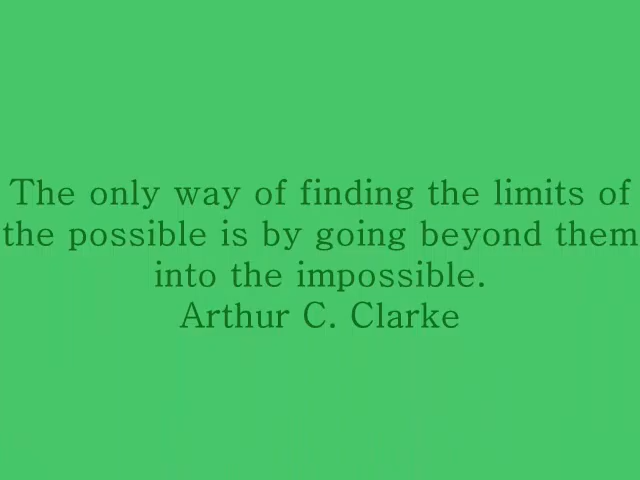 The only way of finding the limits of
the possible is by going beyond them
into the impossible.
Arthur C. Clarke